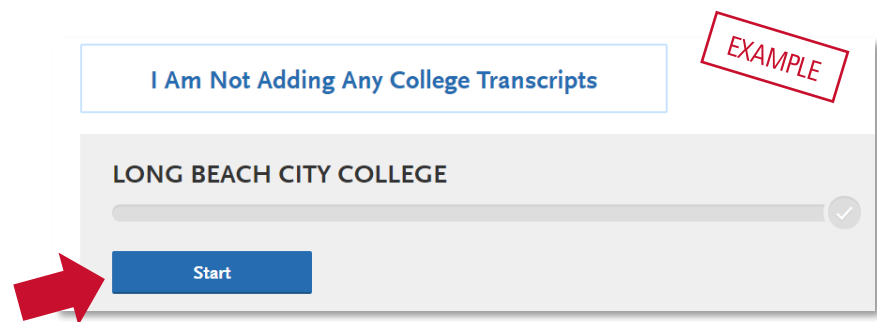 EXAMPLE
I Am Not Adding Any College Transcripts
LONG BEACH CITY COLLEGE
Start